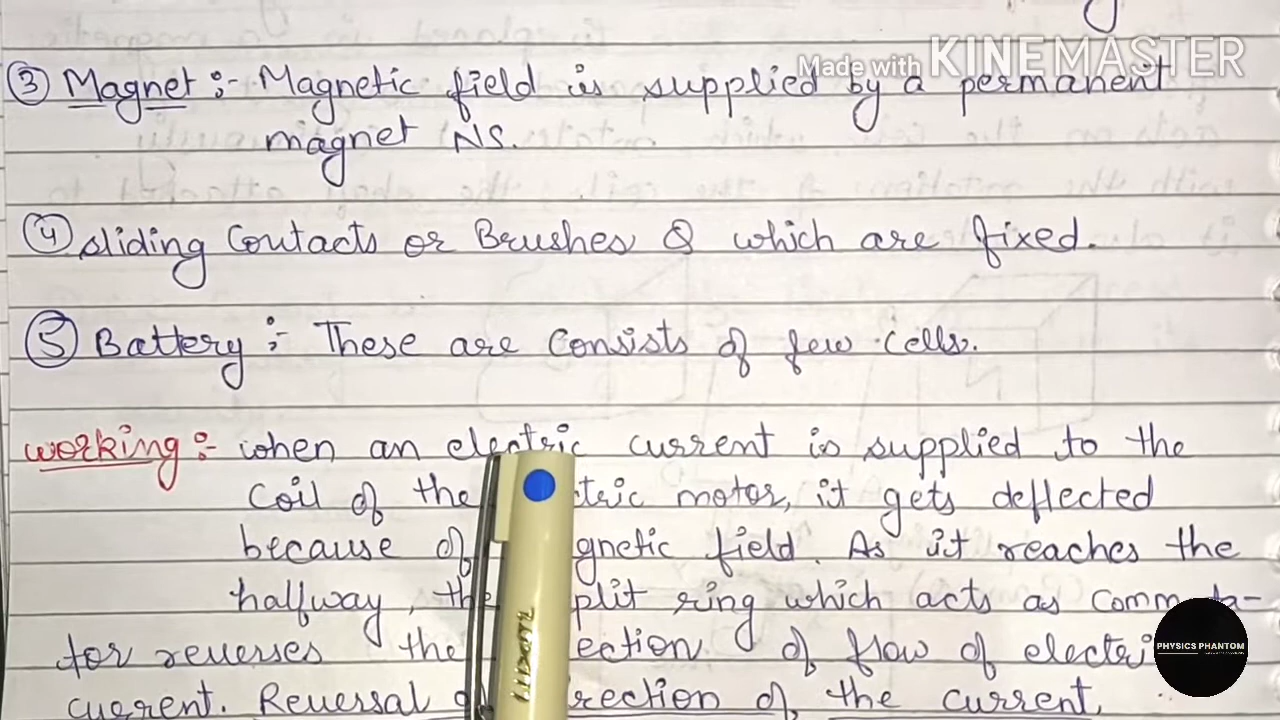 Made with KINEMASTER
③ Magnet :- Magnetic field is supplied by a permanent
magnet NS.
④ Sliding Contacts or Brushes Q which are fixed.
⑤ Battery :- These are Consists of few Cells.
Working :- when an electric current is supplied to the
Coil of the tric motor, it gets deflected
because of gnetic field. As it reaches the
halfway, the plit ring which acts as Comm ta-
tor reverses the ection of flow of electri
current. Reversal irection of the current
PHYSICS PHANTOM